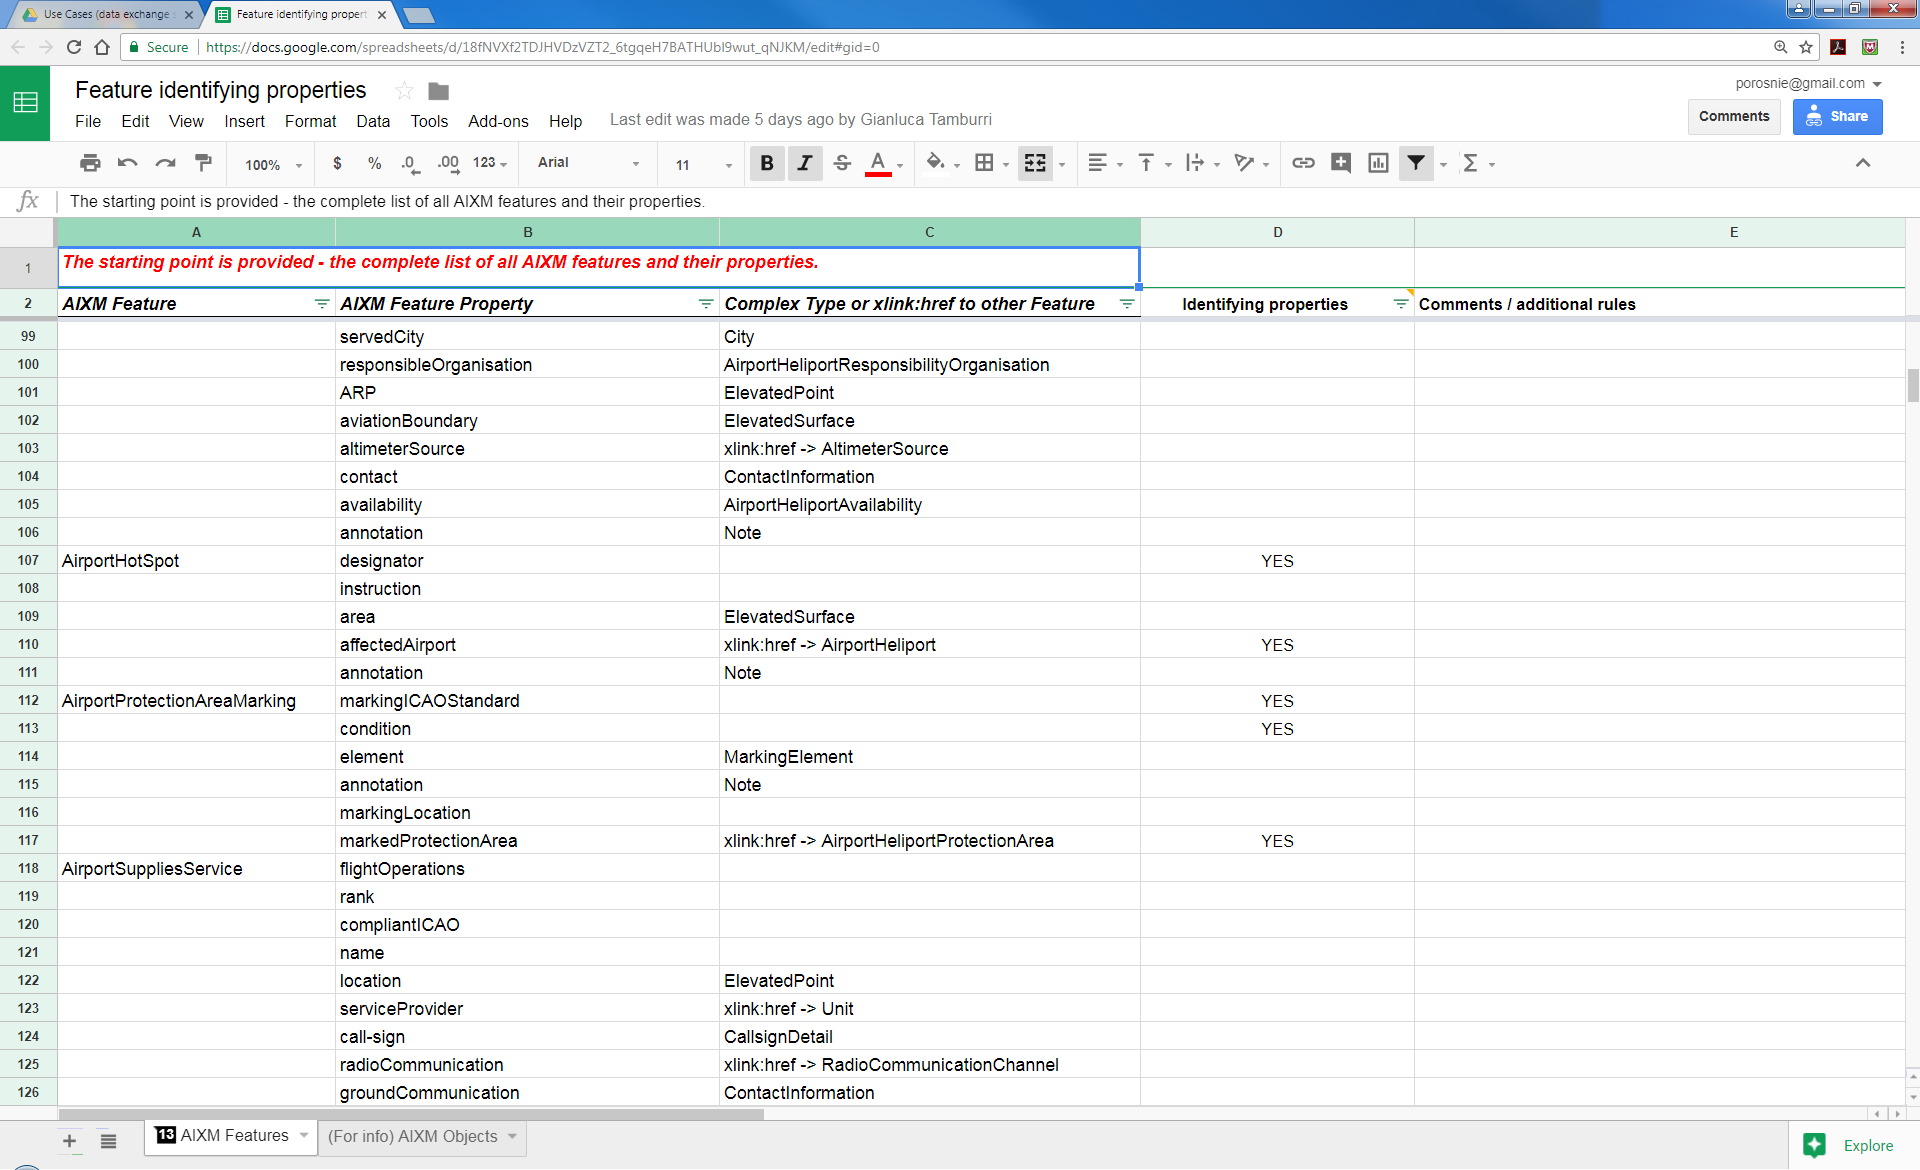 Use Cases (data exchange s
Feature identifying propert
Secure
https://docs.google.com/spreadsheets/d/18fNVXf2TDJHVDzVZT2_6tgqeH7BATHUbI9wut_qNJKM/edit#gid=0
Feature identifying properties
porosnie@gmail.com
File Edit View Insert Format Data Tools Add-ons Help Last edit was made 5 days ago by Gianluca Tamburri
Comments Share
100% $ % .0 .00 123 Arial 11 B I S A
fx The starting point is provided - the complete list of all AIXM features and their properties.
A B C D E
1 The starting point is provided - the complete list of all AIXM features and their properties.
2 AIXM Feature AIXM Feature Property Complex Type or xlink:href to other Feature Identifying properties Comments / additional rules
99 servedCity City
100 responsibleOrganisation AirportHeliportResponsibilityOrganisation
101 ARP ElevatedPoint
102 aviationBoundary ElevatedSurface
103 altimeterSource xlink:href -> AltimeterSource
104 contact ContactInformation
105 availability AirportHeliportAvailability
106 annotation Note
107 AirportHotSpot designator YES
108 instruction
109 area ElevatedSurface
110 affectedAirport xlink:href -> AirportHeliport YES
111 annotation Note
112 AirportProtectionAreaMarking markingICAOStandard YES
113 condition YES
114 element MarkingElement
115 annotation Note
116 markingLocation
117 markedProtectionArea xlink:href -> AirportHeliportProtectionArea YES
118 AirportSuppliesService flightOperations
119 rank
120 compliantICAO
121 name
122 location ElevatedPoint
123 serviceProvider xlink:href -> Unit
124 call-sign CallsignDetail
125 radioCommunication xlink:href -> RadioCommunicationChannel
126 groundCommunication ContactInformation
13 AIXM Features (For info) AIXM Objects
Explore